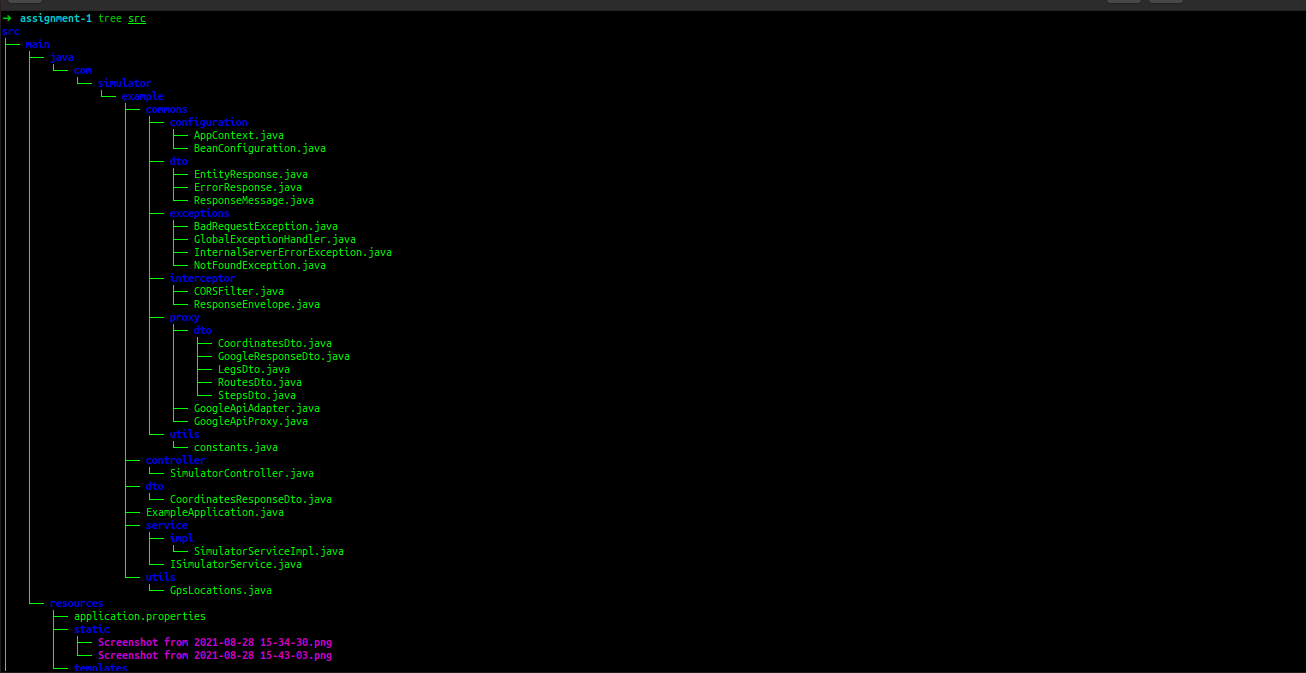 ➜ assignment-1 tree src
src
├── main
│   ├── java
│   │   └── com
│   │       └── simulator
│   │           └── example
│   │               ├── commons
│   │               │   ├── configuration
│   │               │   │   ├── AppContext.java
│   │               │   │   └── BeanConfiguration.java
│   │               │   ├── dto
│   │               │   │   ├── EntityResponse.java
│   │               │   │   ├── ErrorResponse.java
│   │               │   │   └── ResponseMessage.java
│   │               │   ├── exceptions
│   │               │   │   ├── BadRequestException.java
│   │               │   │   ├── GlobalExceptionHandler.java
│   │               │   │   ├── InternalServerErrorException.java
│   │               │   │   └── NotFoundException.java
│   │               │   ├── interceptor
│   │               │   │   ├── CORSFilter.java
│   │               │   │   └── ResponseEnvelope.java
│   │               │   ├── proxy
│   │               │   │   ├── dto
│   │               │   │   │   ├── CoordinatesDto.java
│   │               │   │   │   ├── GoogleResponseDto.java
│   │               │   │   │   ├── LegsDto.java
│   │               │   │   │   ├── RoutesDto.java
│   │               │   │   │   └── StepsDto.java
│   │               │   │   ├── GoogleApiAdapter.java
│   │               │   │   └── GoogleApiProxy.java
│   │               │   └── utils
│   │               │       └── constants.java
│   │               ├── controller
│   │               │   └── SimulatorController.java
│   │               ├── dto
│   │               │   └── CoordinatesResponseDto.java
│   │               ├── ExampleApplication.java
│   │               ├── service
│   │               │   ├── impl
│   │               │   │   └── SimulatorServiceImpl.java
│   │               │   └── ISimulatorService.java
│   │               └── utils
│   │                   └── GpsLocations.java
│   └── resources
│       ├── application.properties
│       ├── static
│       │   ├── Screenshot from 2021-08-28 15-34-30.png
│       │   └── Screenshot from 2021-08-28 15-43-03.png
│       └── templates